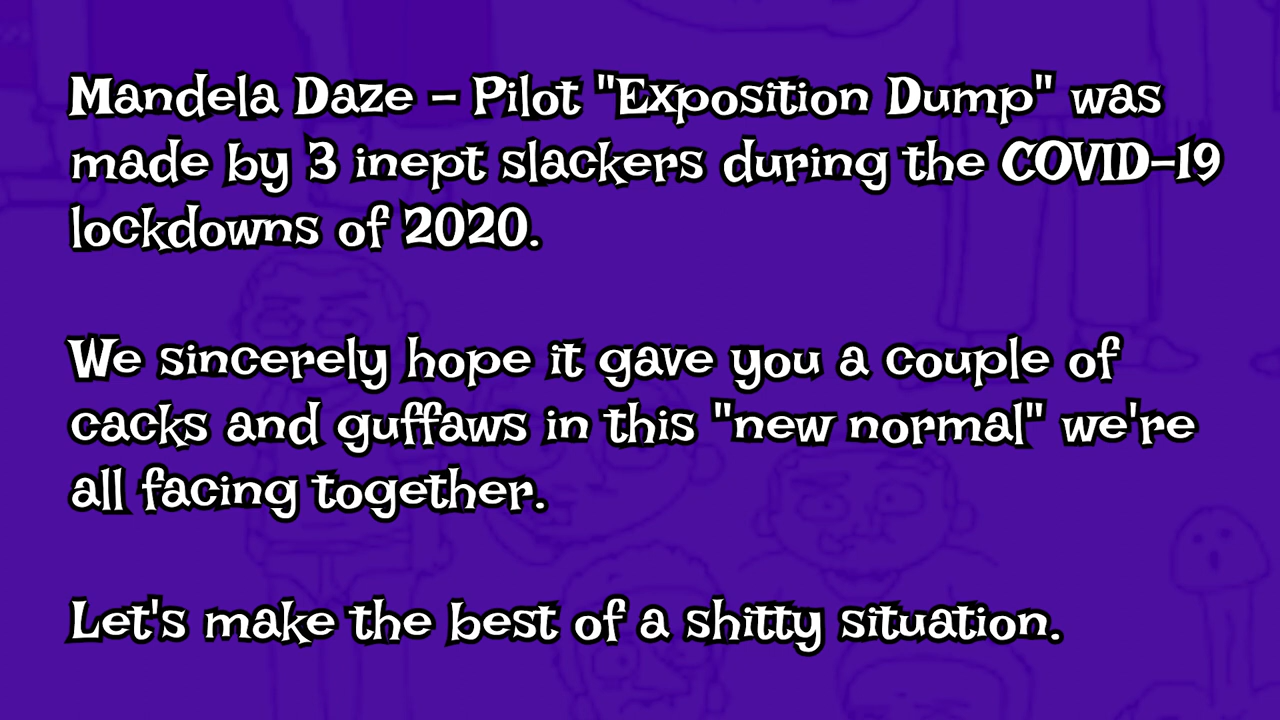 Mandela Daze - Pilot "Exposition Dump" was
made by 3 inept slackers during the COVID-19
lockdowns of 2020.
We sincerely hope it gave you a couple of
cacks and guffaws in this "new normal" we're
all facing together.
Let's make the best of a shitty situation.